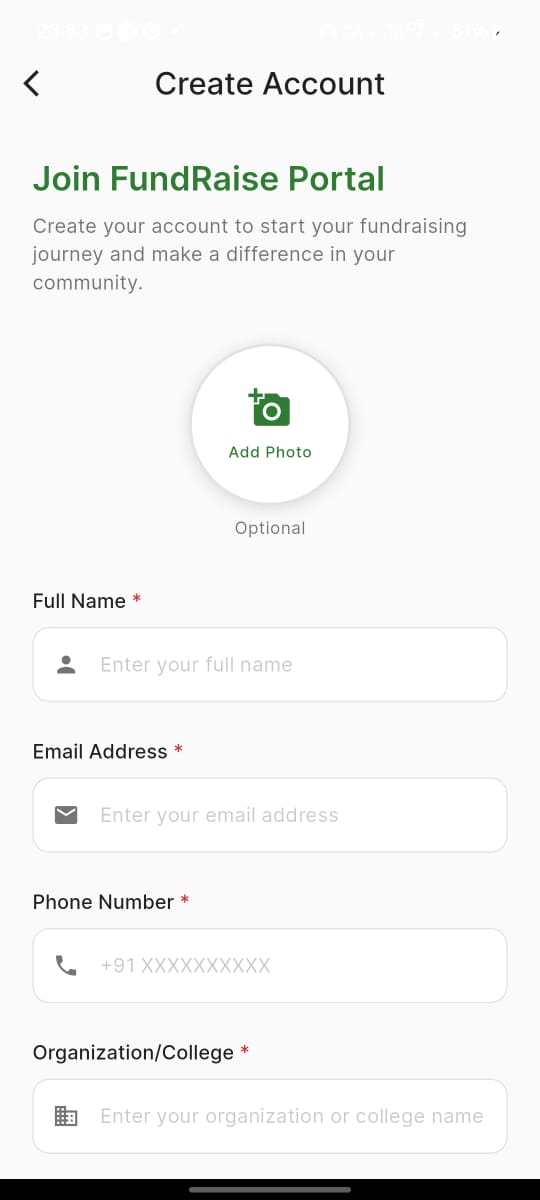 23:53
51%
Create Account
Join FundRaise Portal
Create your account to start your fundraising
journey and make a difference in your
community.
Add Photo
Optional
Full Name *
Enter your full name
Email Address *
Enter your email address
Phone Number *
+91 XXXXXXXXXX
Organization/College *
Enter your organization or college name